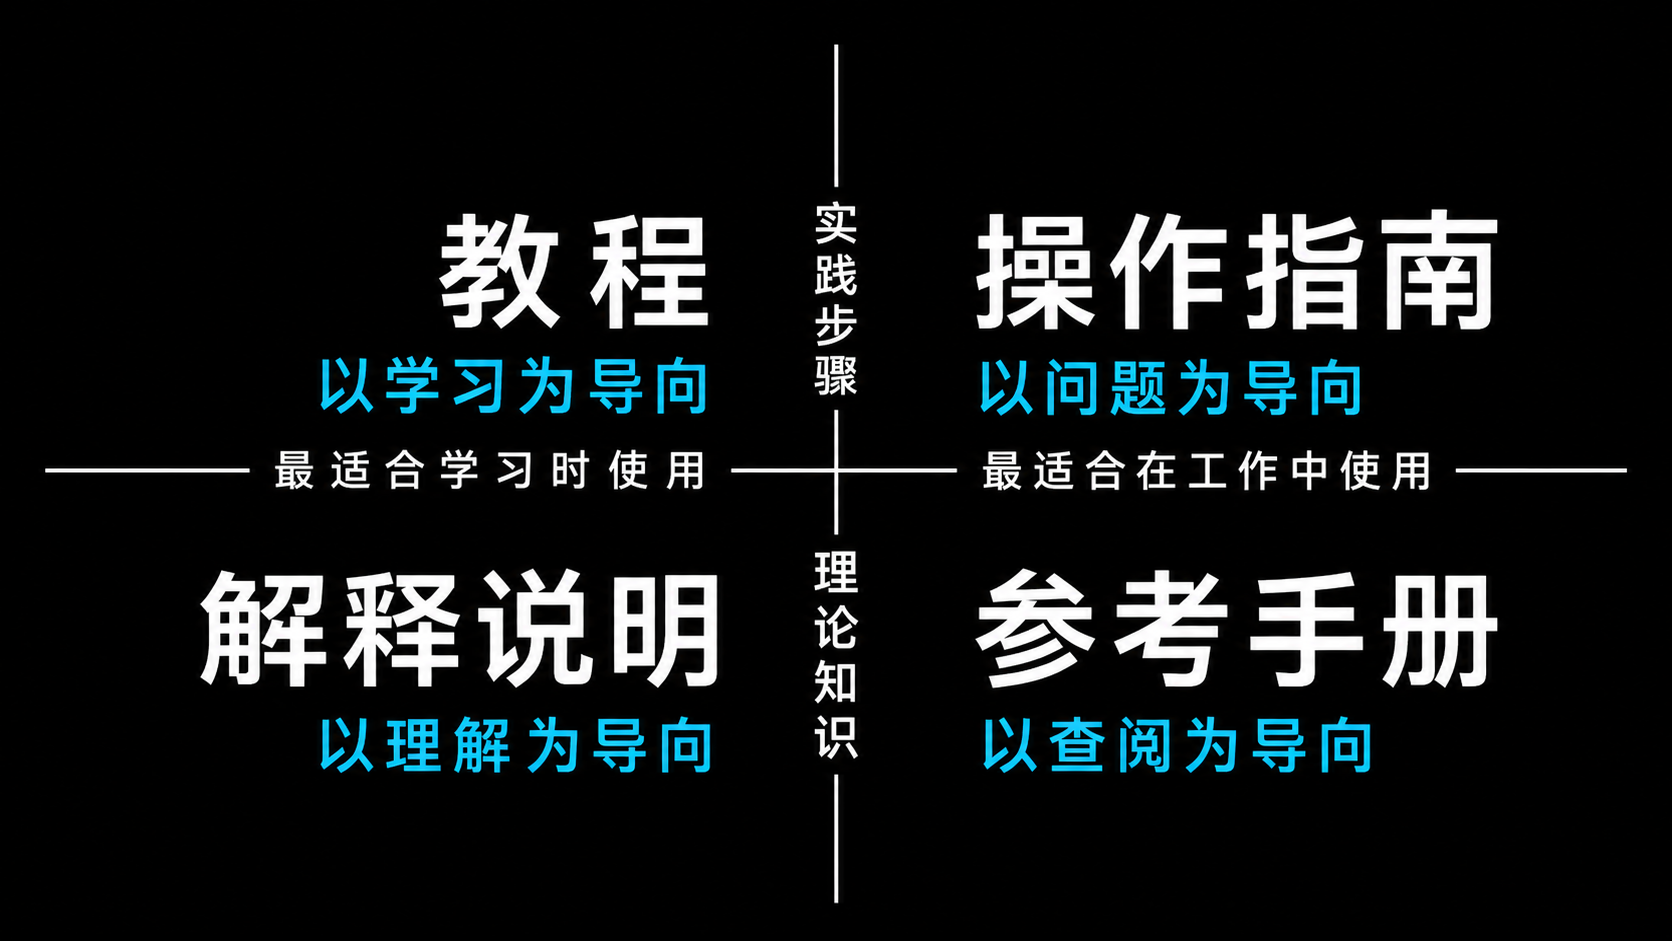 教程
以学习为导向
实践步骤
操作指南
以问题为导向
最适合学习时使用
最适合在工作中使用
解释说明
以理解为导向
理论知识
参考手册
以查阅为导向